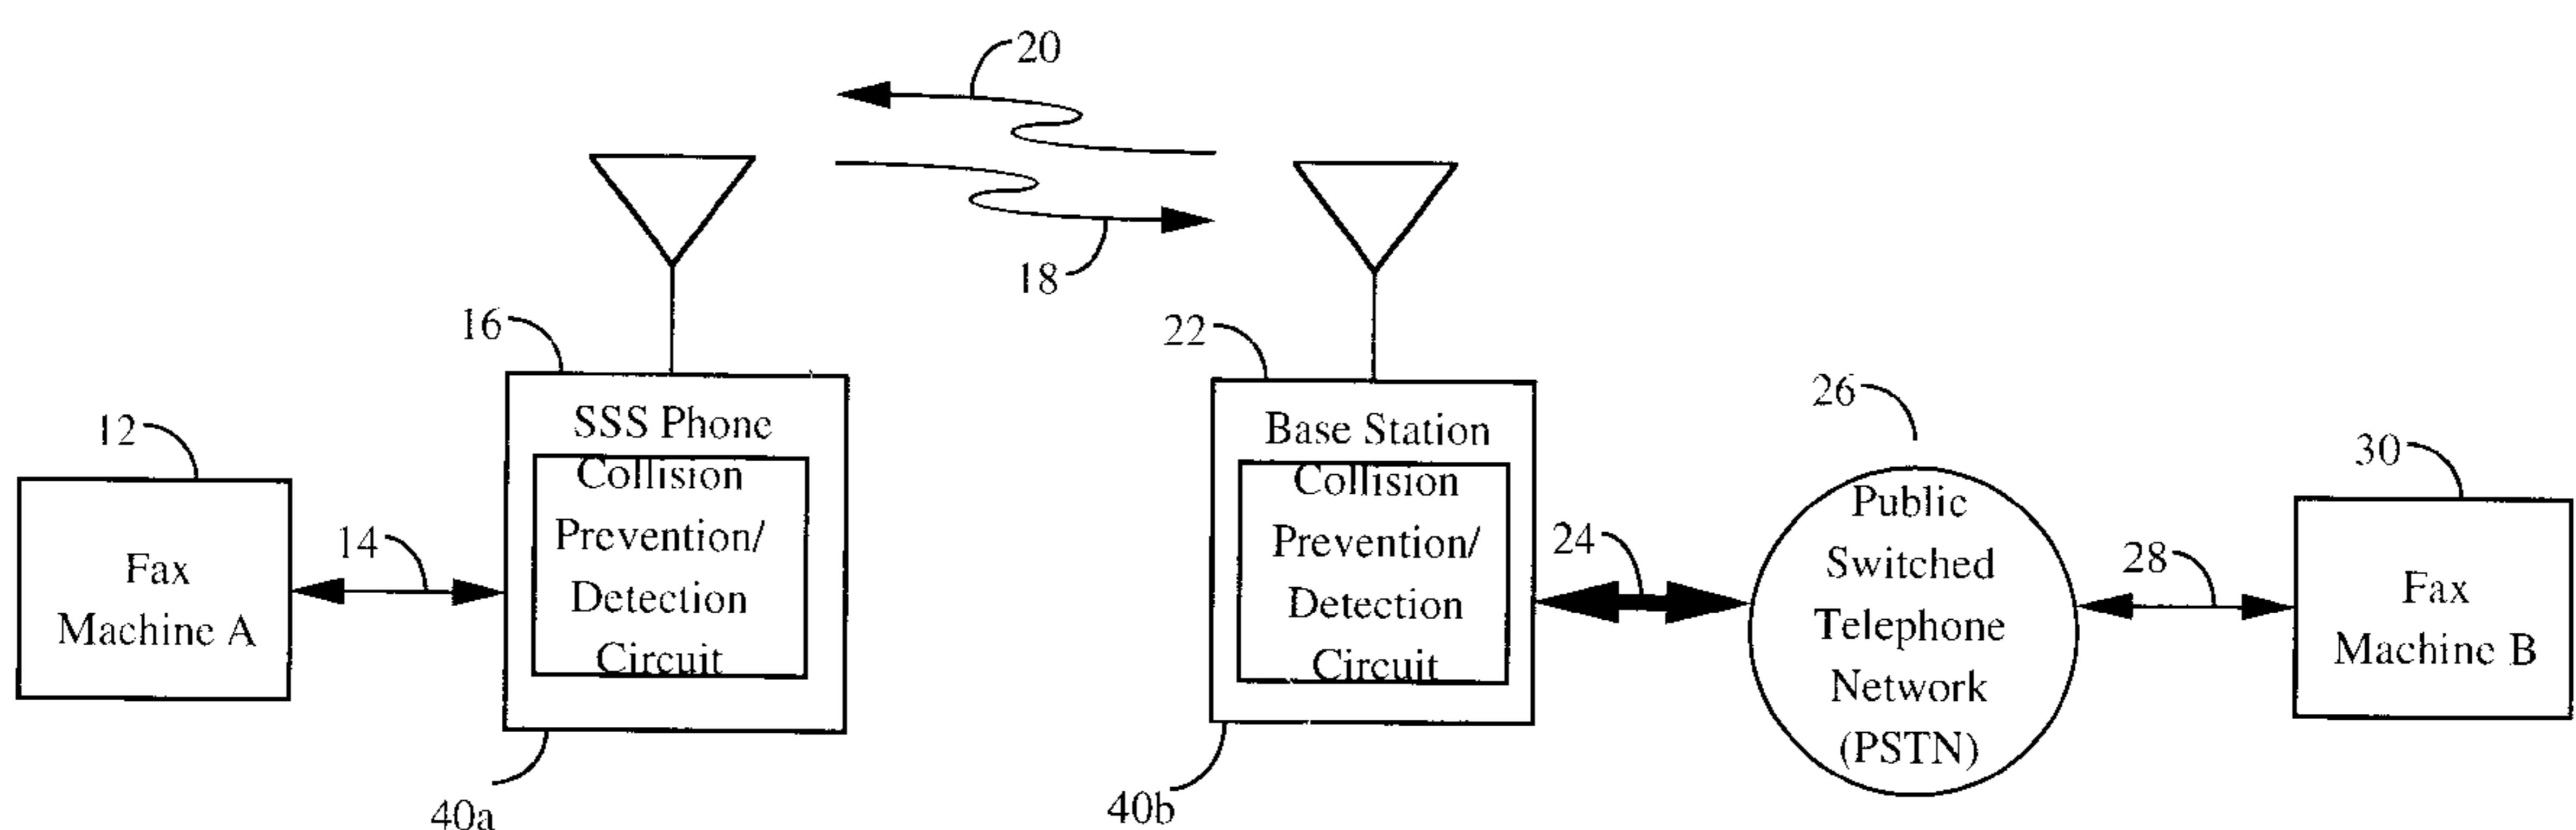 20
18
16
SSS Phone
Collision
Prevention/
Detection
Circuit
40a
12
Fax
Machine A
14
22
Base Station
Collision
Prevention/
Detection
Circuit
40b
24
26
Public
Switched
Telephone
Network
(PSTN)
28
30
Fax
Machine B